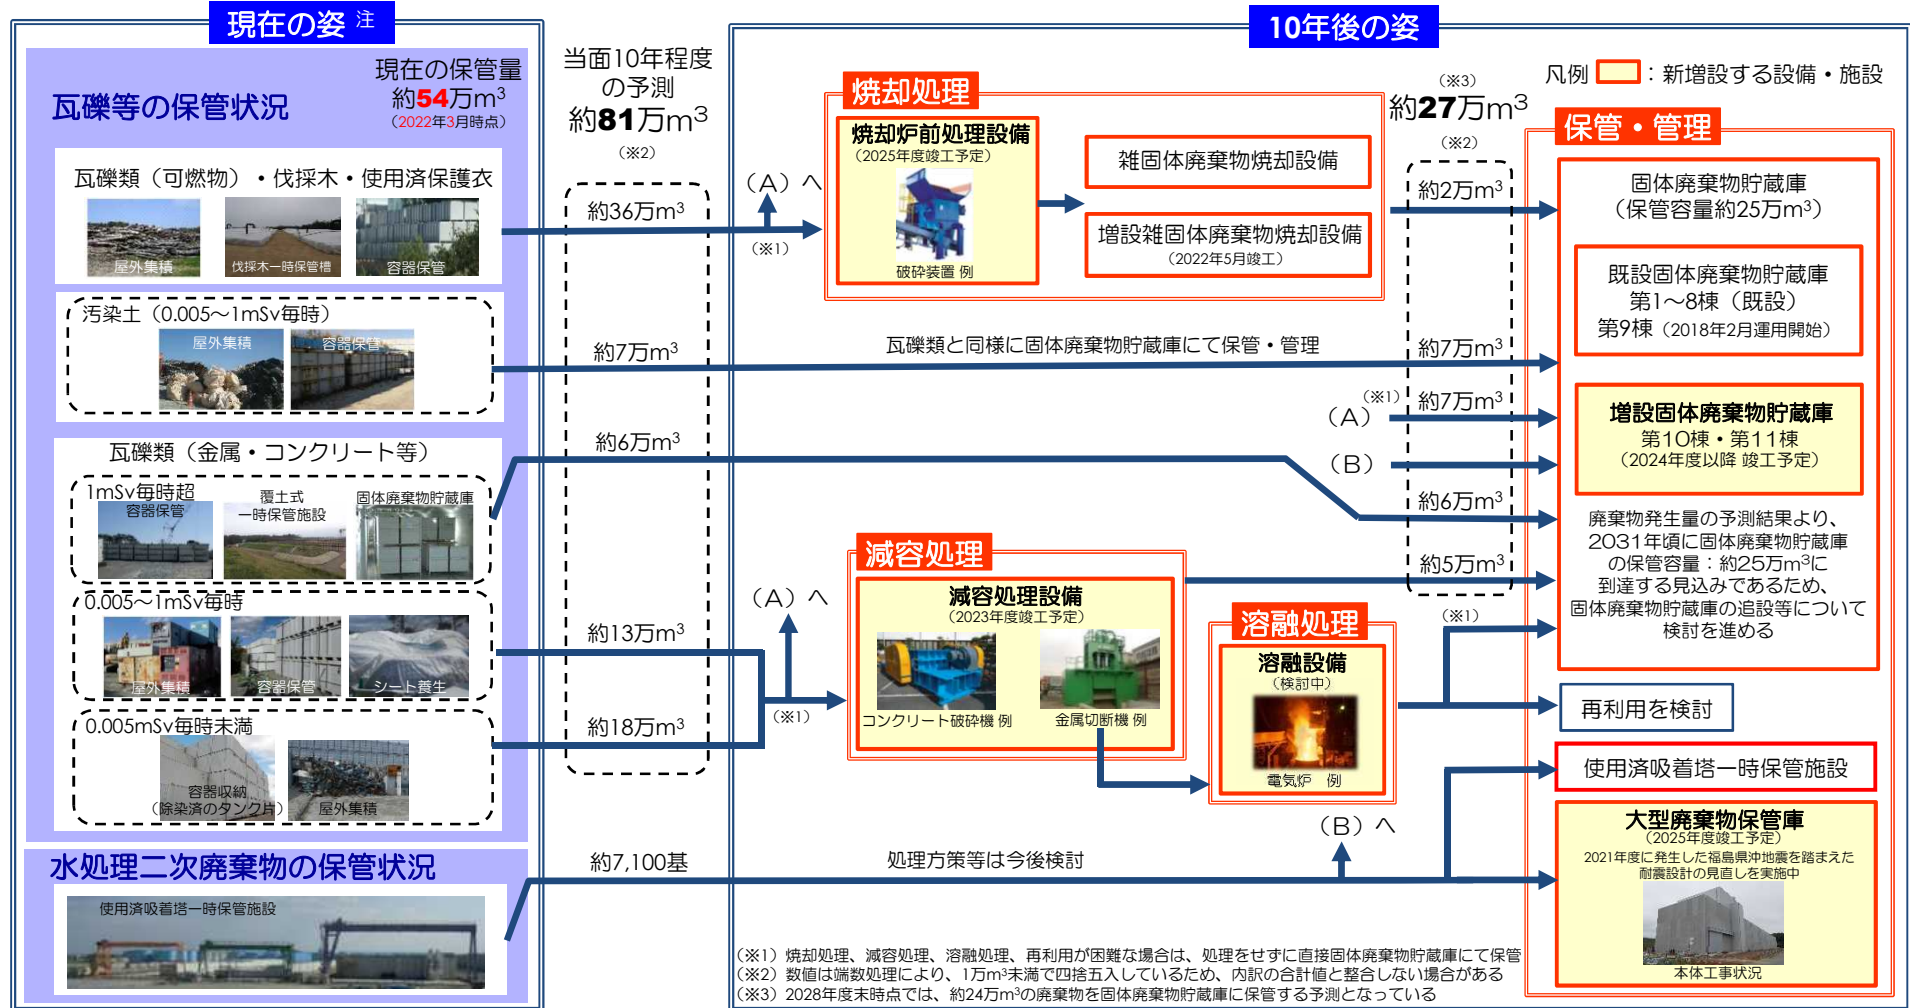 現在の姿 注
10年後の姿
瓦礫等の保管状況
現在の保管量
約54万m³
(2022年3月時点)
瓦礫類（可燃物）・伐採木・使用済保護衣
屋外集積
伐採木一時保管槽
容器保管
汚染土（0.005～1mSv毎時）
屋外集積
容器保管
瓦礫類（金属・コンクリート等）
1mSv毎時超
容器保管
覆土式
一時保管施設
固体廃棄物貯蔵庫
0.005～1mSv毎時
屋外集積
容器保管
シート養生
0.005mSv毎時未満
容器収納
(除染済のタンク片)
屋外集積
水処理二次廃棄物の保管状況
使用済吸着塔一時保管施設
当面10年程度
の予測
約81万m³
(※2)
約36万m³
約7万m³
約6万m³
約13万m³
約18万m³
約7,100基
（A）へ
(※1)
焼却処理
焼却炉前処理設備
(2025年度竣工予定)
破砕装置 例
雑固体廃棄物焼却設備
増設雑固体廃棄物焼却設備
(2022年5月竣工)
瓦礫類と同様に固体廃棄物貯蔵庫にて保管・管理
（A）へ
(※1)
減容処理
減容処理設備
(2023年度竣工予定)
コンクリート破砕機 例
金属切断機 例
溶融処理
溶融設備
(検討中)
電気炉 例
処理方策等は今後検討
（B）へ
(※3)
約27万m³
(※2)
約2万m³
約7万m³
（A）
(※1)
約7万m³
（B）
約6万m³
約5万m³
(※1)
凡例 ：新増設する設備・施設
保管・管理
固体廃棄物貯蔵庫
（保管容量約25万m³）
既設固体廃棄物貯蔵庫
第1～8棟（既設）
第9棟（2018年2月運用開始）
増設固体廃棄物貯蔵庫
第10棟・第11棟
(2024年度以降 竣工予定)
廃棄物発生量の予測結果より、
2031年頃に固体廃棄物貯蔵庫
の保管容量：約25万m³に
到達する見込みであるため、
固体廃棄物貯蔵庫の追設等について
検討を進める
再利用を検討
使用済吸着塔一時保管施設
大型廃棄物保管庫
(2025年度竣工予定)
2021年度に発生した福島県沖地震を踏まえた
耐震設計の見直しを実施中
本体工事状況
(※1) 焼却処理、減容処理、溶融処理、再利用が困難な場合は、処理をせずに直接固体廃棄物貯蔵庫にて保管
(※2) 数値は端数処理により、1万m³未満で四捨五入しているため、内訳の合計値と整合しない場合がある
(※3) 2028年度末時点では、約24万m³の廃棄物を固体廃棄物貯蔵庫に保管する予測となっている